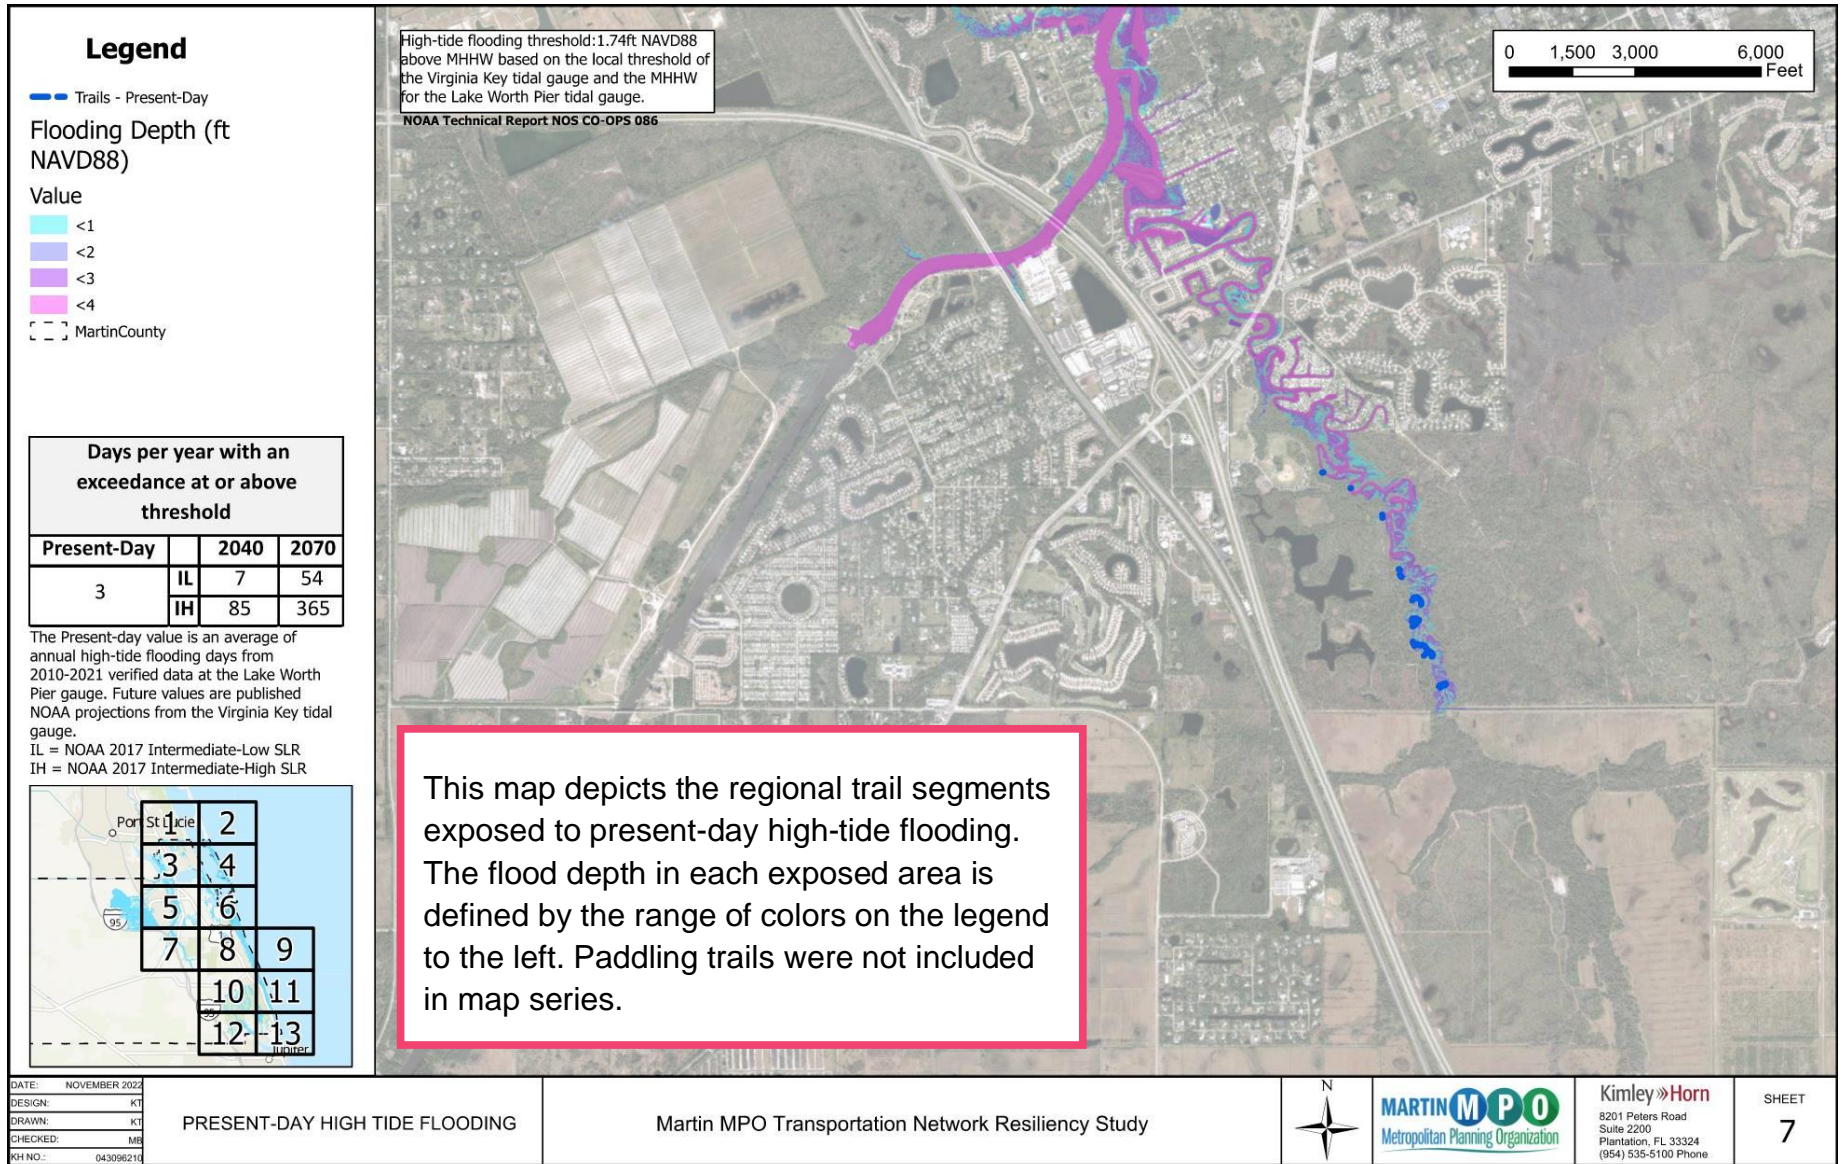 Legend
Trails - Present-Day
Flooding Depth (ft
NAVD88)
Value
<1
<2
<3
<4
MartinCounty
Days per year with an
exceedance at or above
threshold
Present-Day 2040 2070
3 IL 7 54
IH 85 365
The Present-day value is an average of
annual high-tide flooding days from
2010-2021 verified data at the Lake Worth
Pier gauge. Future values are published
NOAA projections from the Virginia Key tidal
gauge.
IL = NOAA 2017 Intermediate-Low SLR
IH = NOAA 2017 Intermediate-High SLR
Port St Lucie
1 2
3 4
5 6
95
1
7 8 9
10 11
95
12 13
Jupiter
High-tide flooding threshold:1.74ft NAVD88
above MHHW based on the local threshold of
the Virginia Key tidal gauge and the MHHW
for the Lake Worth Pier tidal gauge.
NOAA Technical Report NOS CO-OPS 086
0 1,500 3,000 6,000
Feet
This map depicts the regional trail segments
exposed to present-day high-tide flooding.
The flood depth in each exposed area is
defined by the range of colors on the legend
to the left. Paddling trails were not included
in map series.
DATE: NOVEMBER 2022
DESIGN: KT
DRAWN: KT
CHECKED: MB
KH NO.: 043096210
PRESENT-DAY HIGH TIDE FLOODING
Martin MPO Transportation Network Resiliency Study
N
MARTIN MPO
Metropolitan Planning Organization
Kimley»Horn
8201 Peters Road
Suite 2200
Plantation, FL 33324
(954) 535-5100 Phone
SHEET
7